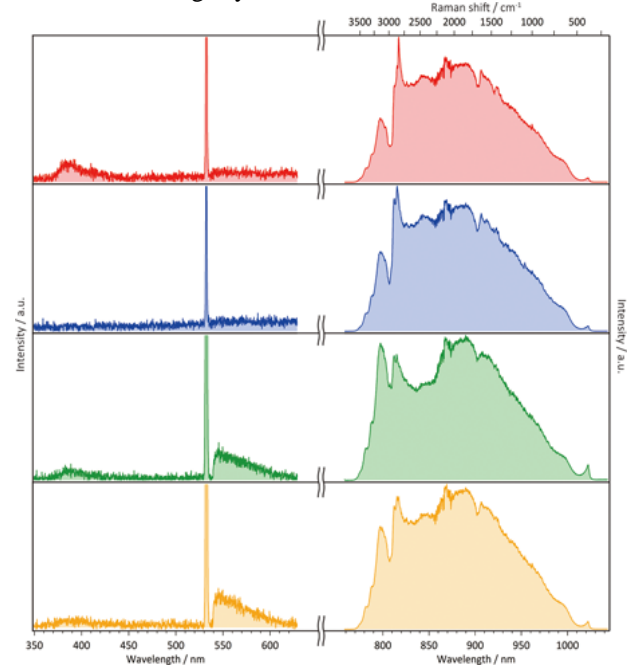 Raman shift / cm-1
3500 3000 2500 2000 1500 1000 500
Intensity / a.u.
Intensity / a.u.
350 400 450 500 550 600 800 850 900 950 1000
Wavelength / nm Wavelength / nm